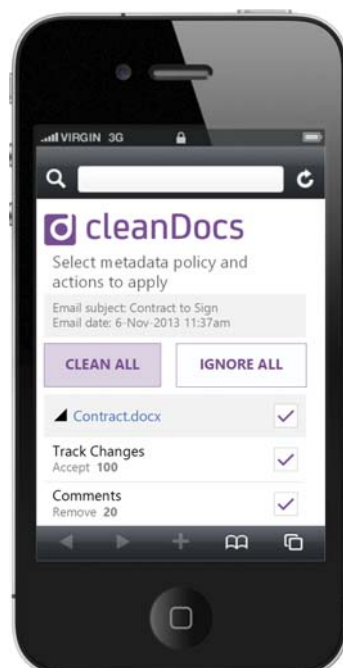 VIRGIN 3G
cleanDocs
Select metadata policy and
actions to apply
Email subject: Contract to Sign
Email date: 6-Nov-2013 11:37am
CLEAN ALL IGNORE ALL
Contract.docx
Track Changes
Accept 100
Comments
Remove 20